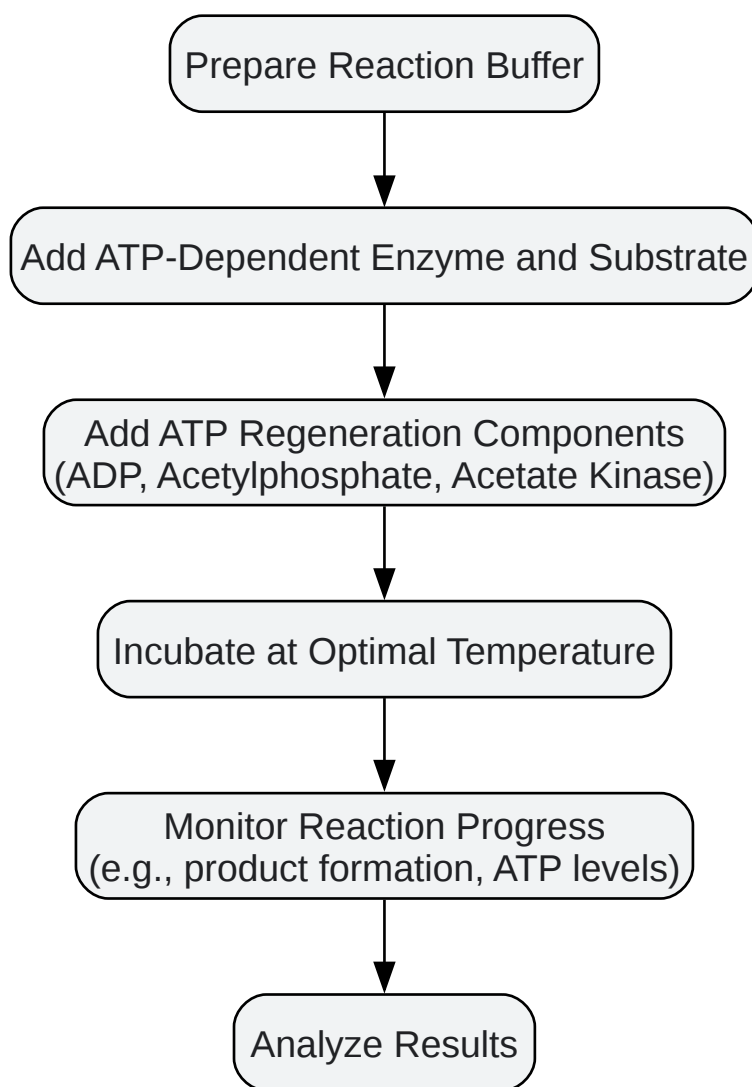 Prepare Reaction Buffer
Add ATP-Dependent Enzyme and Substrate
Add ATP Regeneration Components
(ADP, Acetylphosphate, Acetate Kinase)
Incubate at Optimal Temperature
Monitor Reaction Progress
(e.g., product formation, ATP levels)
Analyze Results